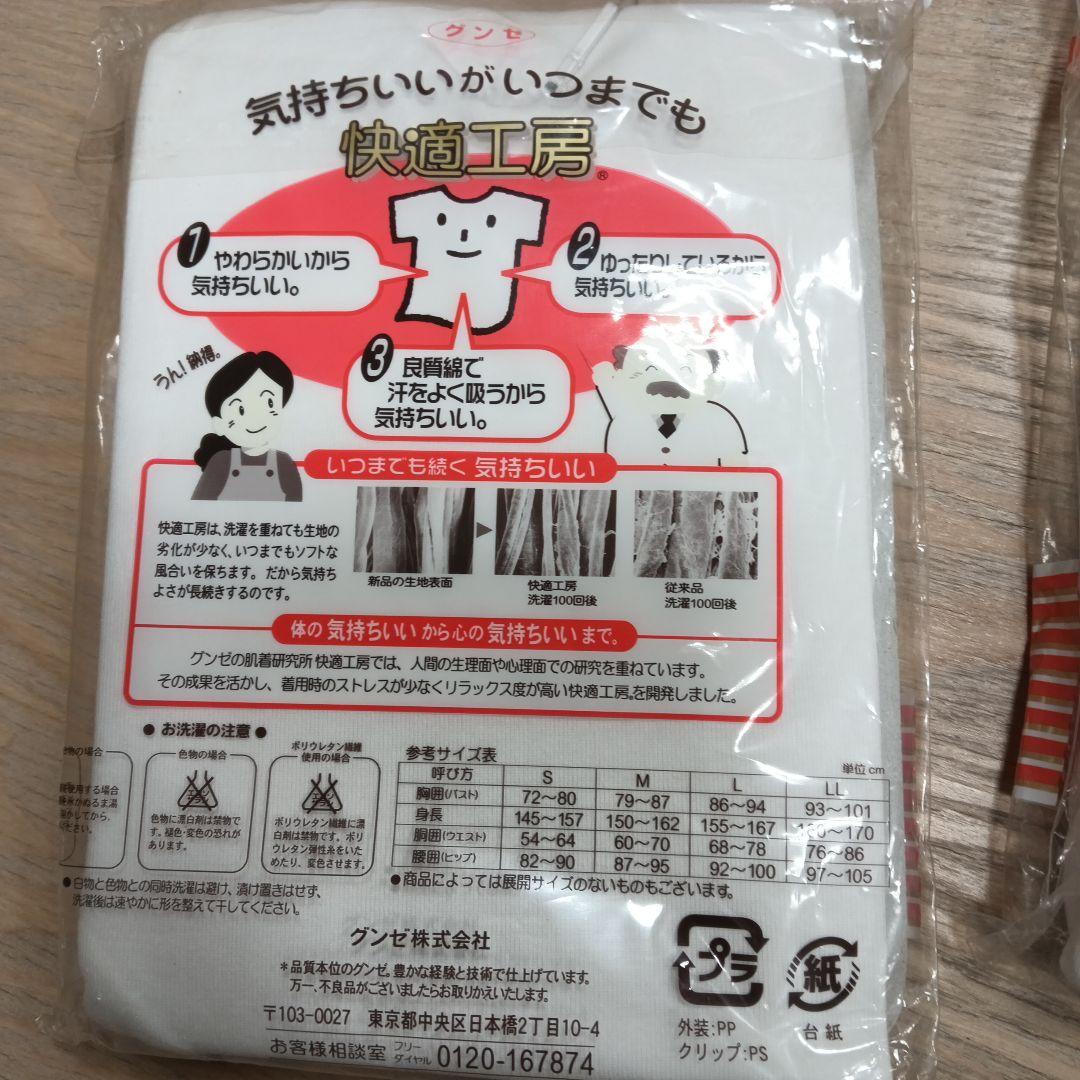 グンゼ
気持ちいいがいつまでも
快適工房®
1 やわらかいから
気持ちいい。
2 ゆったりしているから
気持ちいい。
3 良質綿で
汗をよく吸うから
気持ちいい。
うん!納得。
いつまでも続く 気持ちいい
快適工房は、洗濯を重ねても生地の
劣化が少なく、いつまでもソフトな
風合いを保ちます。だから気持ち
よさが長続きするのです。
新品の生地表面
快適工房
洗濯100回後
従来品
洗濯100回後
体の 気持ちいい から心の 気持ちいい まで。
グンゼの肌着研究所 快適工房では、人間の生理面や心理面での研究を重ねています。
その成果を活かし、着用時のストレスが少なくリラックス度が高い快適工房®を開発しました。
● お洗濯の注意 ●
の場合
使用する場合
ぬるま湯
してから、
ください。
色物の場合
色物に漂白剤は禁物で
す。褪色・変色の恐れが
あります。
ポリウレタン繊維
使用の場合
ポリウレタン繊維に漂
白剤は禁物です。ポリ
ウレタン弾性糸をいた
めたり、変色させます。
●白物と色物との同時洗濯は避け、漬け置きはせず、
洗濯後は速やかに形を整えて干してください。
参考サイズ表
単位cm
呼び方 S M L LL
胸囲(バスト) 72～80 79～87 86～94 93～101
身長 145～157 150～162 155～167 160～170
胴囲(ウエスト) 54～64 60～70 68～78 76～86
腰囲(ヒップ) 82～90 87～95 92～100 97～105
●商品によっては展開サイズのないものもございます。
グンゼ株式会社
*品質本位のグンゼ。豊かな経験と技術で仕上げています。
万一、不良品がございましたらお取りかえいたします。
〒103-0027 東京都中央区日本橋2丁目10-4
お客様相談室 フリーダイヤル 0120-167874
プラ
外装:PP
クリップ:PS
紙
台紙